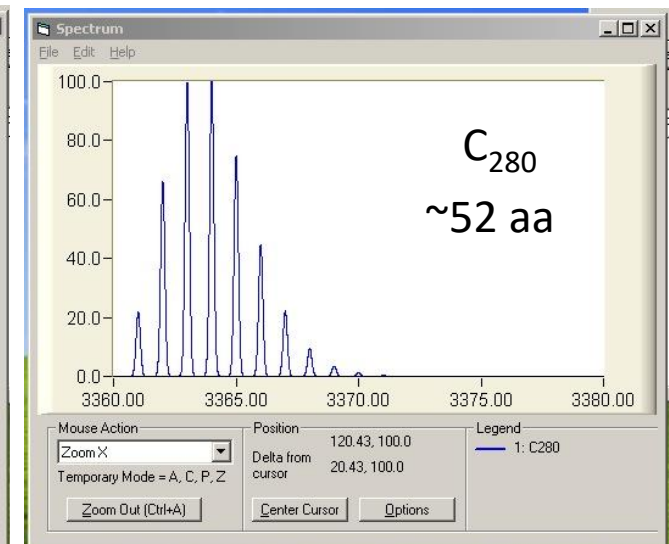 Spectrum
File Edit Help
100.0
80.0
60.0
40.0
20.0
0.0
3360.00 3365.00 3370.00 3375.00 3380.00
C280
~52 aa
Mouse Action
Zoom X
Temporary Mode = A, C, P, Z
Zoom Out (Ctrl+A)
Position
120.43, 100.0
Delta from cursor
20.43, 100.0
Center Cursor
Options
Legend
1: C280